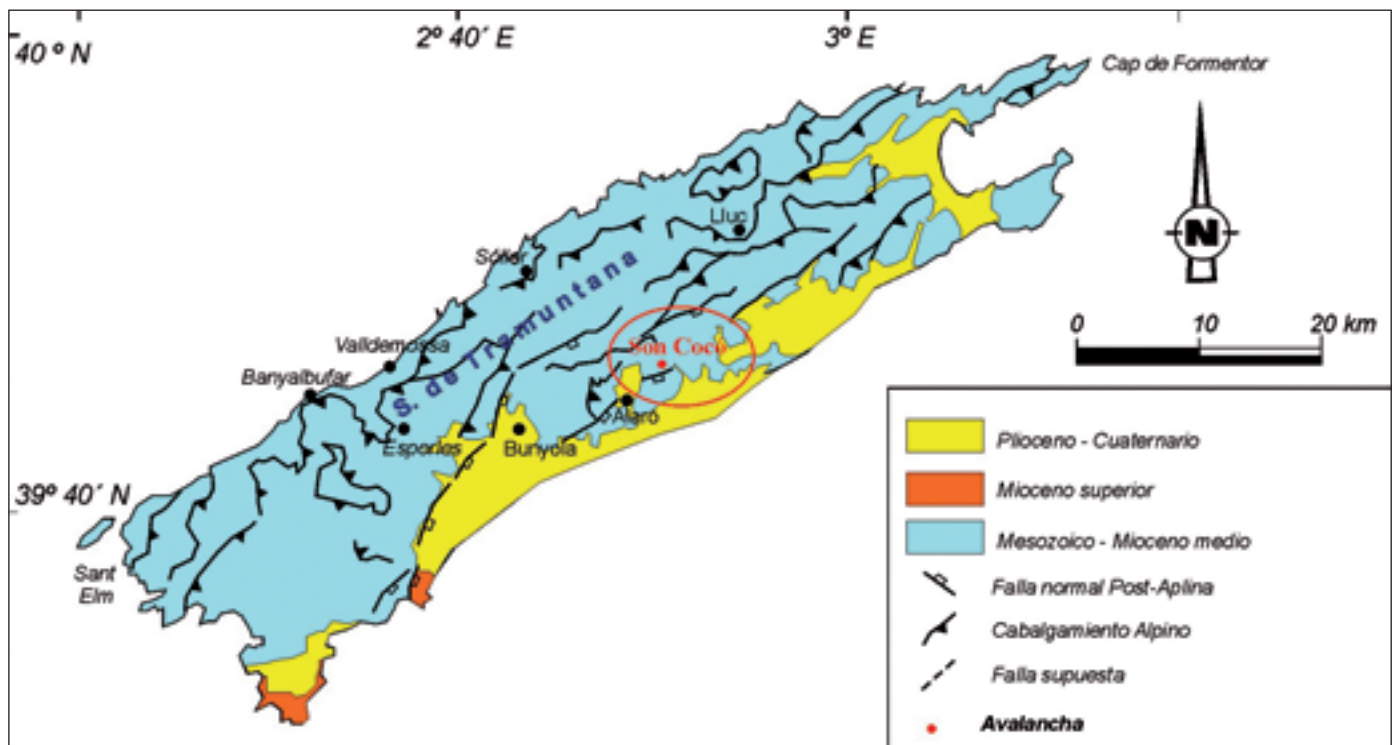 40 º N
2º 40´ E
3º E
Cap de Formentor
N
Lluc
Sóller
S. de Tramuntana
0 10 20 km
Valldemossa
Son Cocó
Banyalbufar
Alaró
Esporles
Bunyola
39º 40´ N
Sant
Elm
Plioceno - Cuaternario
Mioceno superior
Mesozoico - Mioceno medio
Falla normal Post-Aplina
Cabalgamiento Alpino
Falla supuesta
Avalancha